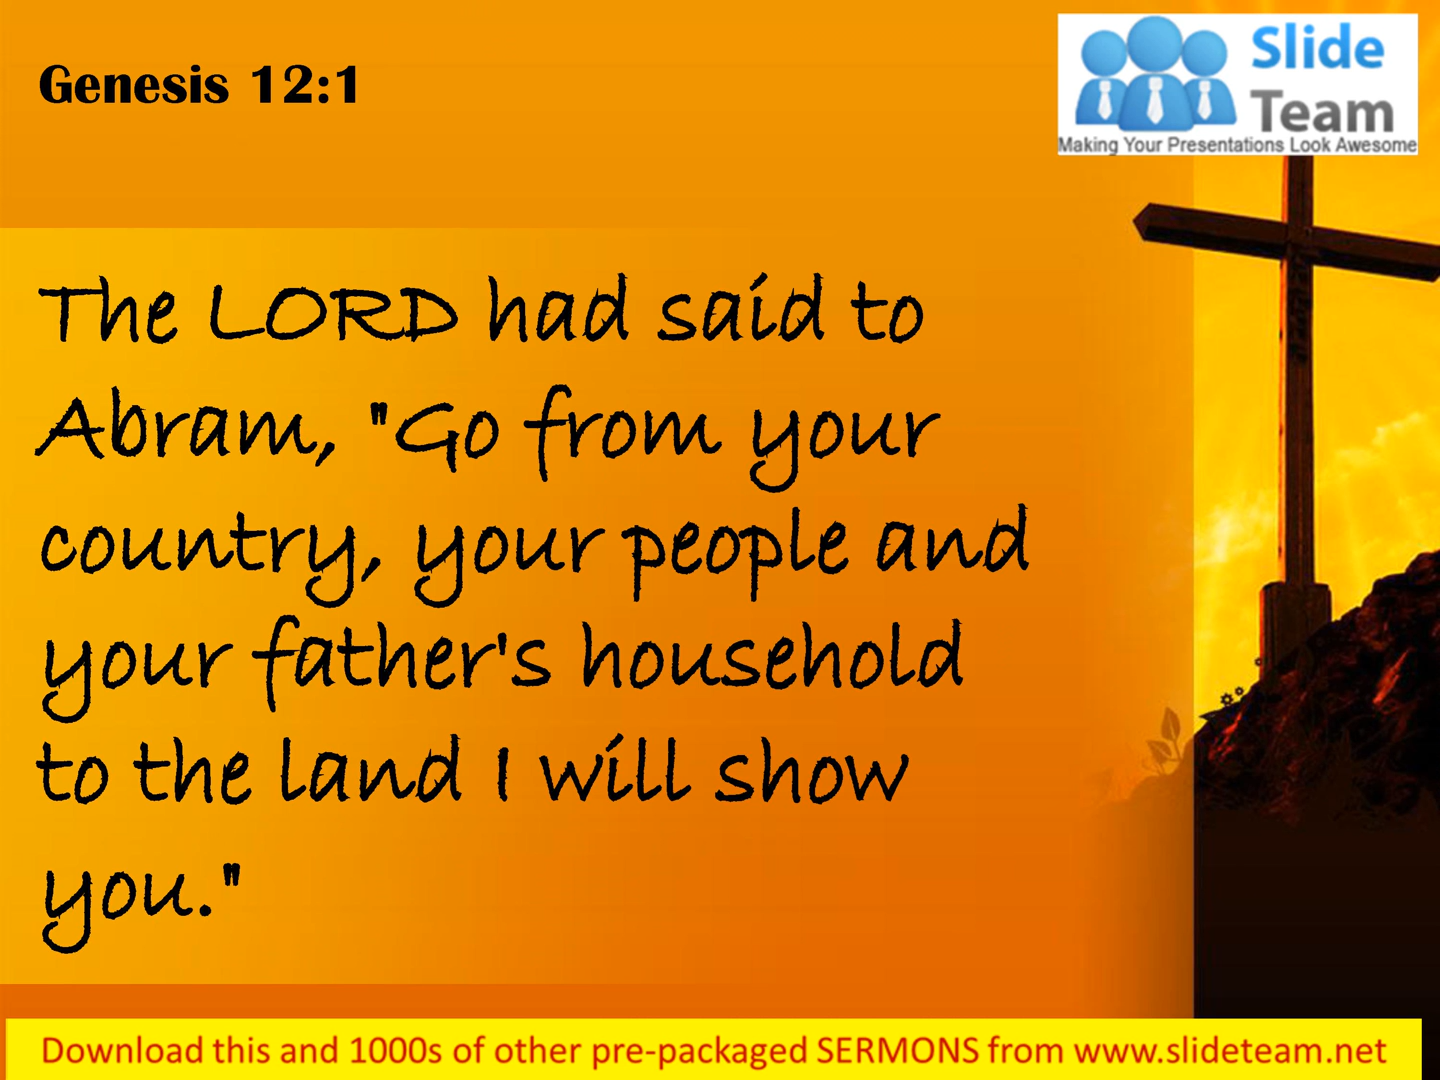 Genesis 12:1
Slide
Team
Making Your Presentations Look Awesome
The LORD had said to
Abram, "Go from your
country, your people and
your father's household
to the land I will show
you."
Download this and 1000s of other pre-packaged SERMONS from www.slideteam.net